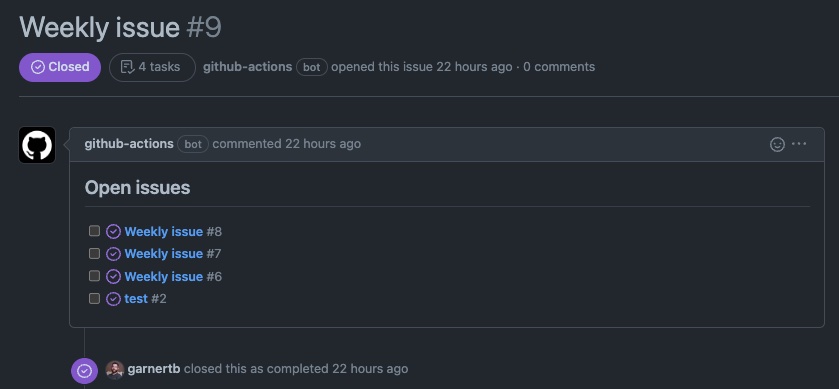 Weekly issue #9
Closed 4 tasks github-actions bot opened this issue 22 hours ago · 0 comments
github-actions bot commented 22 hours ago
Open issues
Weekly issue #8
Weekly issue #7
Weekly issue #6
test #2
garnertb closed this as completed 22 hours ago